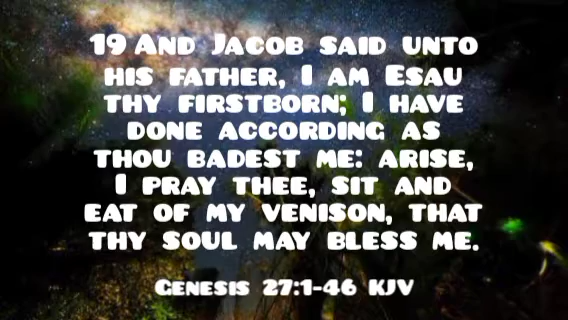 19 And Jacob said unto
his father, I am Esau
thy firstborn; I have
done according as
thou badest me: arise,
I pray thee, sit and
eat of my venison, that
thy soul may bless me.
Genesis 27:1-46 KJV